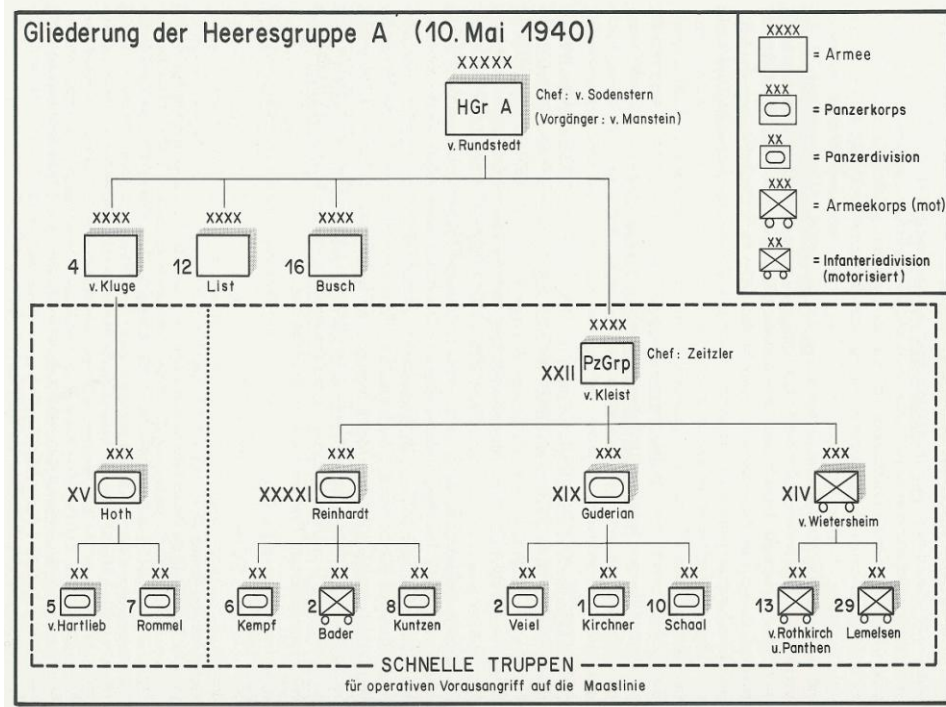 Gliederung der Heeresgruppe A (10. Mai 1940)
XXXXX
HGr A
v. Rundstedt
Chef: v. Sodenstern
(Vorgänger: v. Manstein)
XXXX
= Armee
XXX
= Panzerkorps
XX
= Panzerdivision
XXX
= Armeekorps (mot)
XX
= Infanteriedivision
(motorisiert)
XXXX
4
v. Kluge
XXXX
12
List
XXXX
16
Busch
XXXX
XXII
PzGrp
v. Kleist
Chef: Zeitzler
XXX
XV
Hoth
XXX
XXXXI
Reinhardt
XXX
XIX
Guderian
XXX
XIV
v. Wietersheim
XX
5
v. Hartlieb
XX
7
Rommel
XX
6
Kempf
XX
2
Bader
XX
8
Kuntzen
XX
2
Veiel
XX
1
Kirchner
XX
10
Schaal
XX
13
v. Rothkirch
u. Panthen
XX
29
Lemelsen
SCHNELLE TRUPPEN
für operativen Vorausangriff auf die Maaslinie